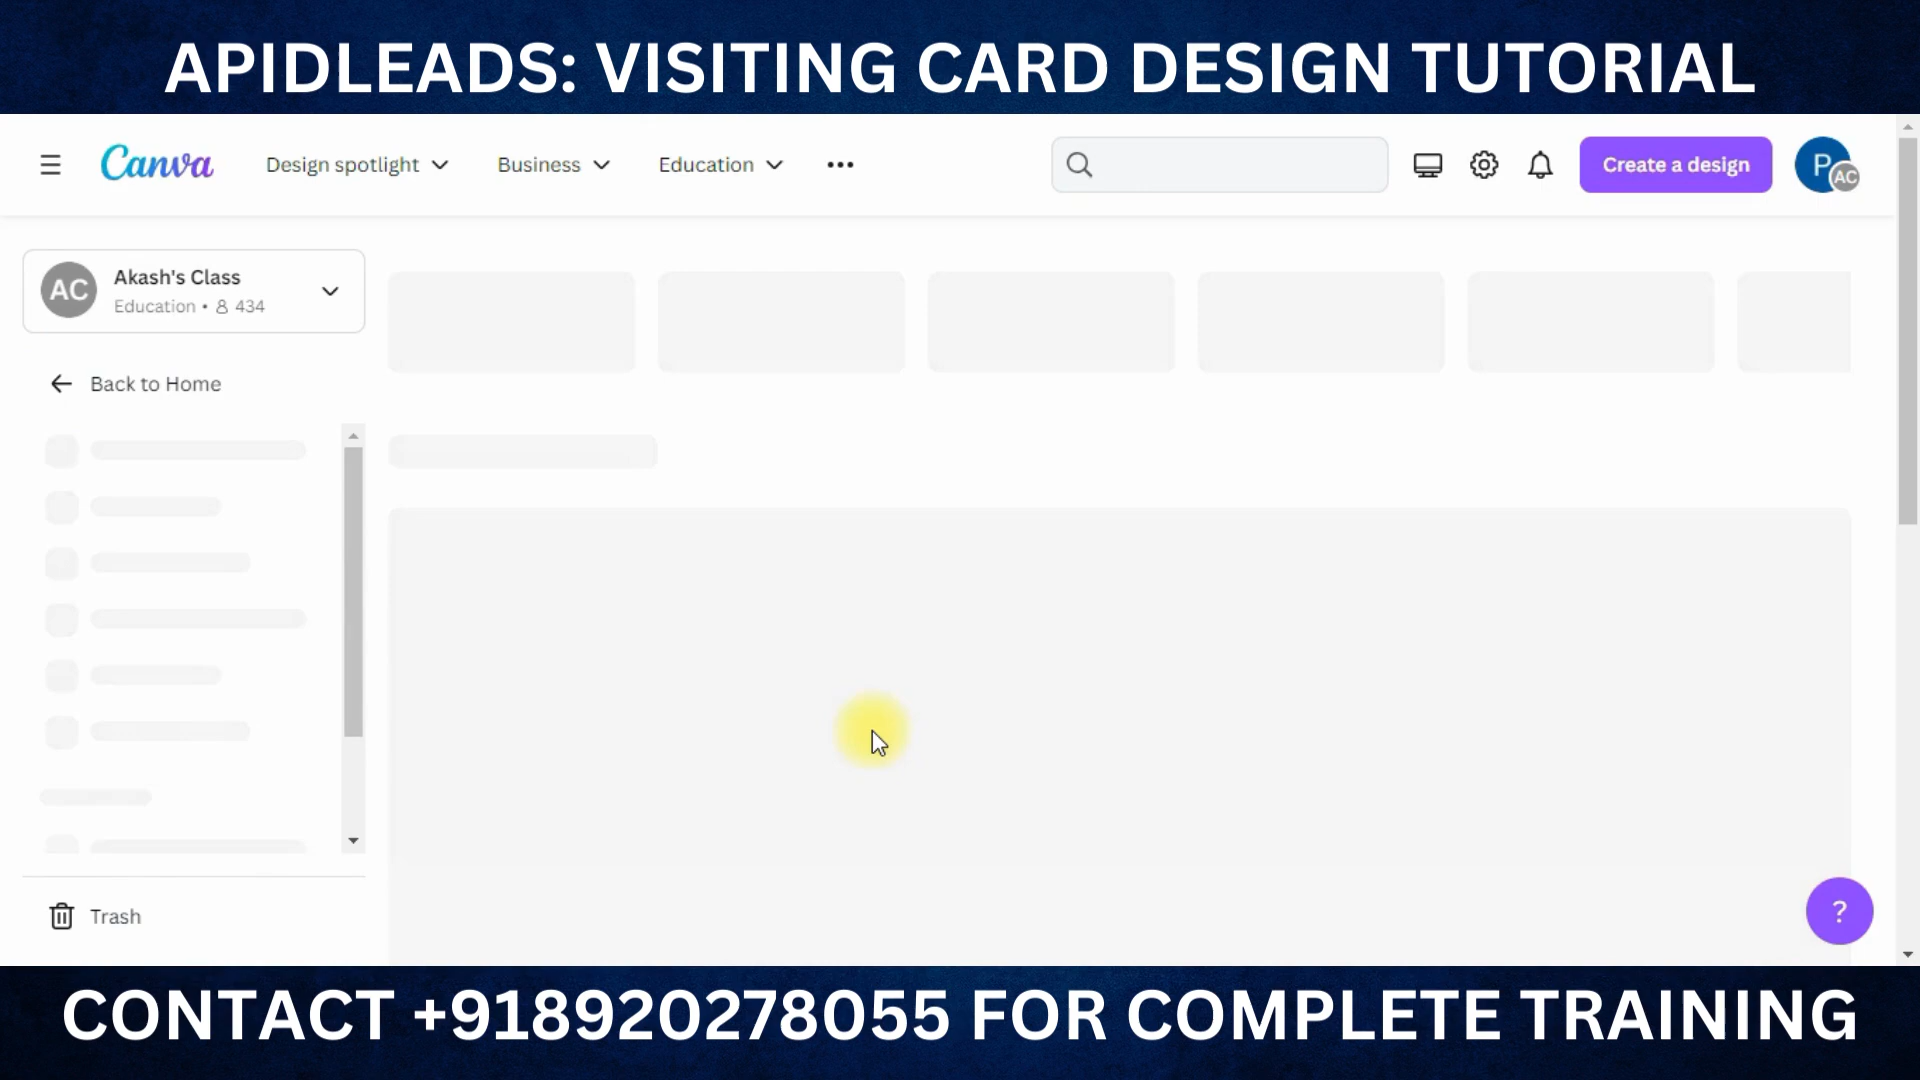 APIDLEADS: VISITING CARD DESIGN TUTORIAL
Canva Design spotlight Business Education ••• Create a design P AC
AC Akash's Class
Education • 434
Back to Home
Trash
?
CONTACT +918920278055 FOR COMPLETE TRAINING